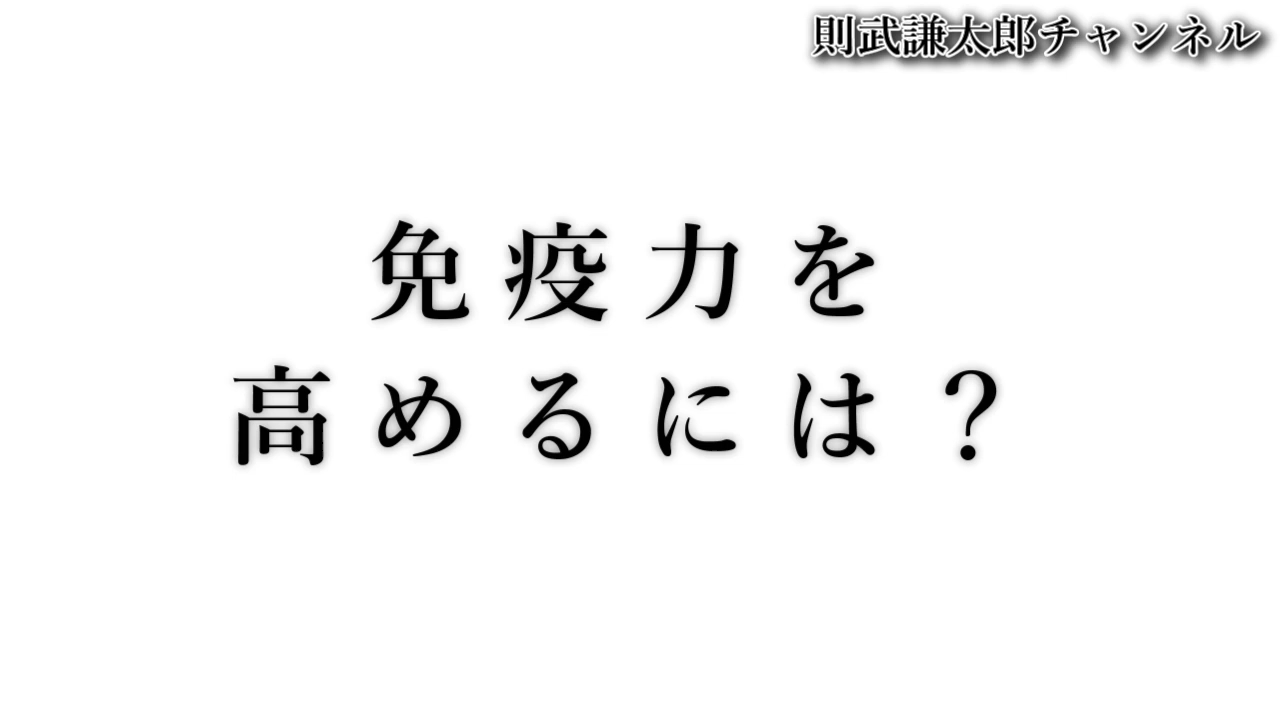 則武謙太郎チャンネル
免疫力を
高めるには？